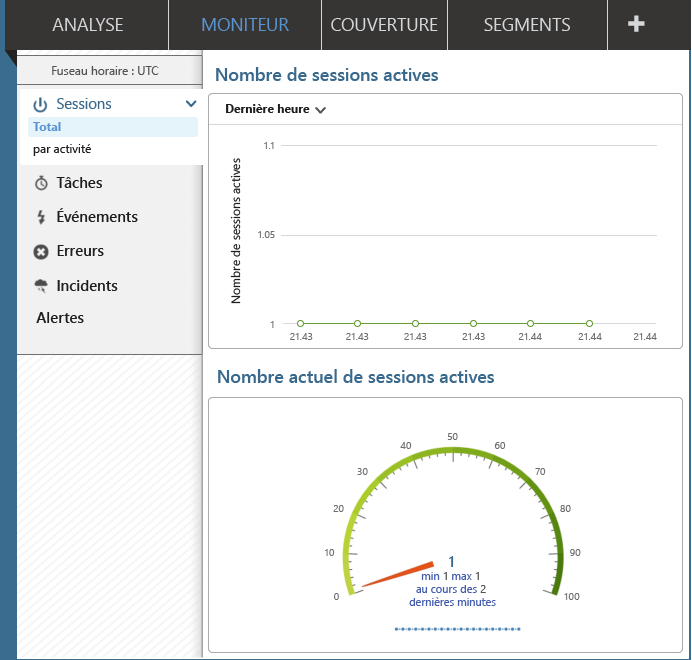 ANALYSE MONITEUR COUVERTURE SEGMENTS +
Fuseau horaire : UTC
Sessions
Total
par activité
Tâches
Événements
Erreurs
Incidents
Alertes
Nombre de sessions actives
Dernière heure
Nombre de sessions actives
1.1
1.05
1
21.43 21.43 21.43 21.43 21.44 21.44 21.44
Nombre actuel de sessions actives
0 10 20 30 40 50 60 70 80 90 100
1
min 1 max 1
au cours des 2
dernières minutes